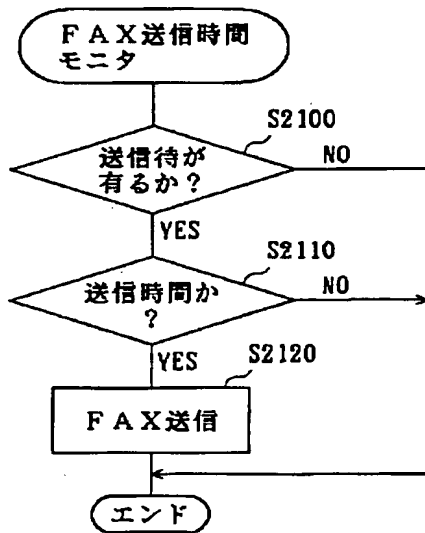 FAX送信時間
モニタ
S2100
送信待が
有るか?
NO
YES
S2110
送信時間か
?
NO
YES
S2120
FAX送信
エンド